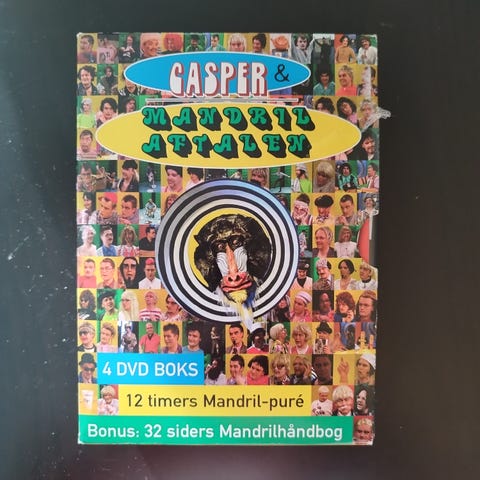 CASPER &
MANDRIL
AFTALEN
4 DVD BOKS
12 timers Mandril-puré
Bonus: 32 siders Mandrilhåndbog